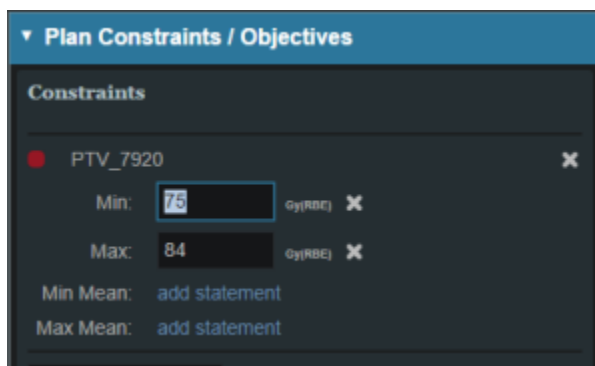 Plan Constraints / Objectives
Constraints
PTV_7920
Min: 75 Gy(RBE)
Max: 84 Gy(RBE)
Min Mean: add statement
Max Mean: add statement